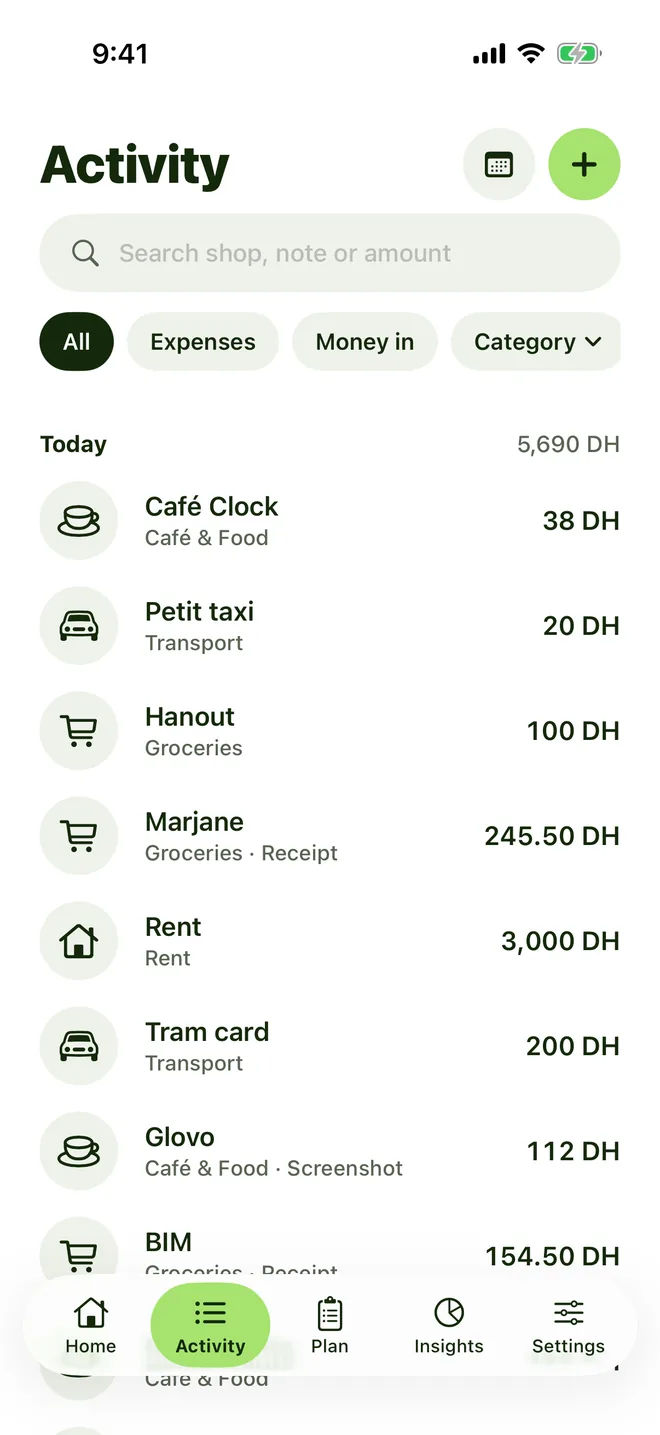 9:41
Activity
Search shop, note or amount
All Expenses Money in Category
Today 5,690 DH
Café Clock 38 DH
Café & Food
Petit taxi 20 DH
Transport
Hanout 100 DH
Groceries
Marjane 245.50 DH
Groceries · Receipt
Rent 3,000 DH
Rent
Tram card 200 DH
Transport
Glovo 112 DH
Café & Food · Screenshot
BIM 154.50 DH
Groceries · Receipt
Home Activity Plan Insights Settings
Café & Food